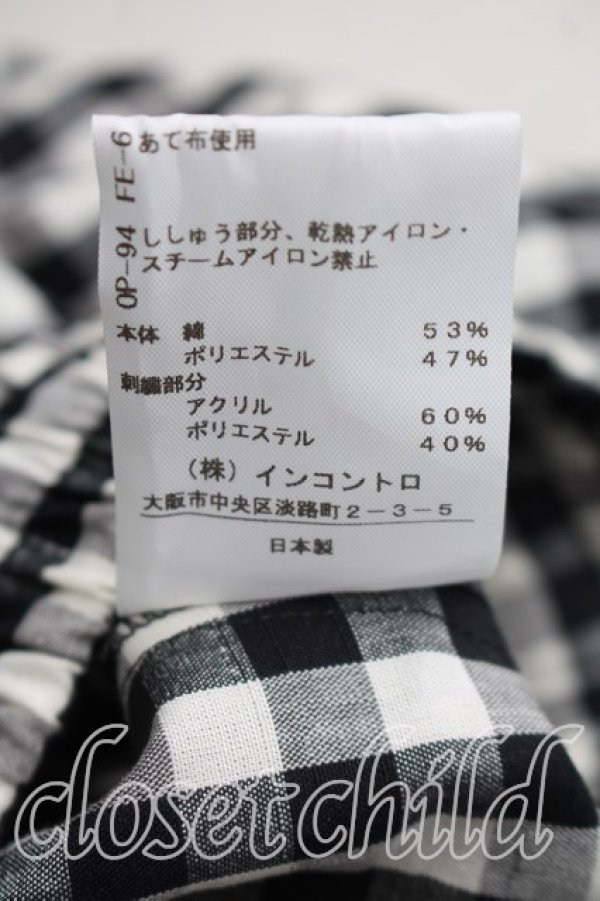 OP-94 FE-6
あて布使用
ししゅう部分、乾熱アイロン・
スチームアイロン禁止
本体 綿 53%
ポリエステル 47%
刺繍部分
アクリル 60%
ポリエステル 40%
(株)インコントロ
大阪市中央区淡路町2-3-5
日本製
closetchild